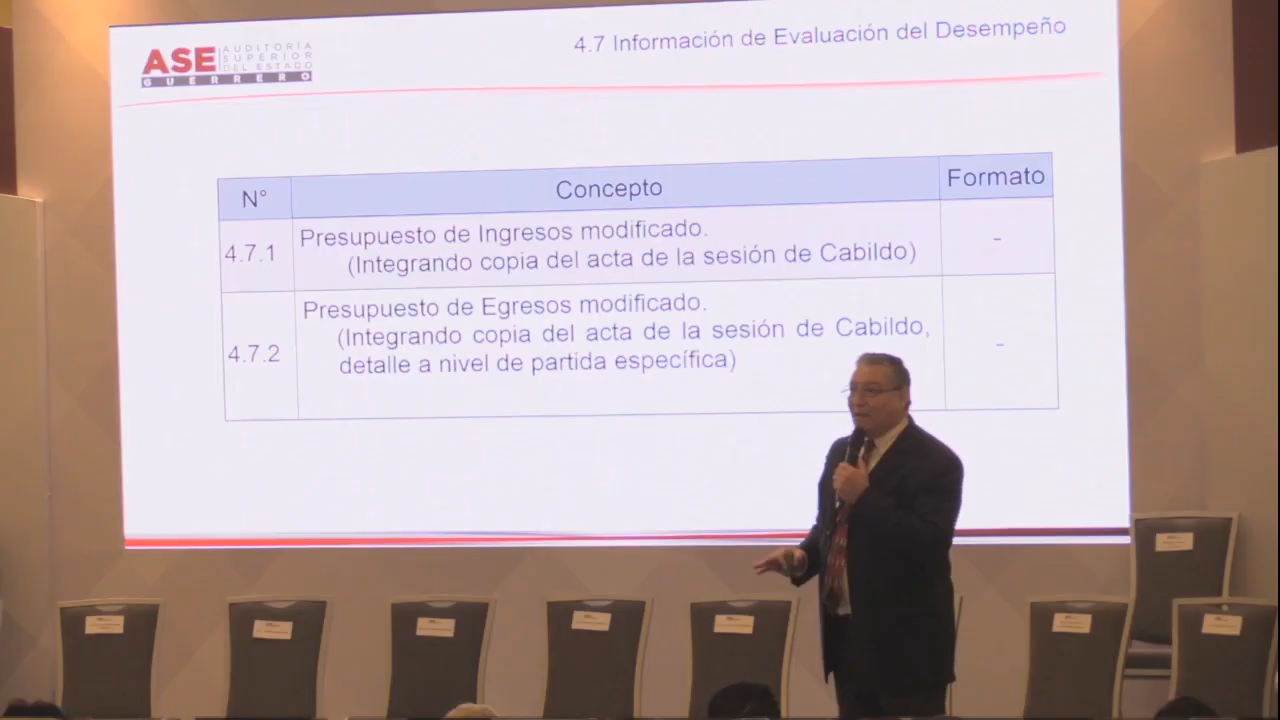 ASE
AUDITORÍA
SUPERIOR
DEL ESTADO
GUERRERO
4.7 Información de Evaluación del Desempeño
N° Concepto Formato
4.7.1 Presupuesto de Ingresos modificado.
(Integrando copia del acta de la sesión de Cabildo) -
4.7.2 Presupuesto de Egresos modificado.
(Integrando copia del acta de la sesión de Cabildo,
detalle a nivel de partida específica) -